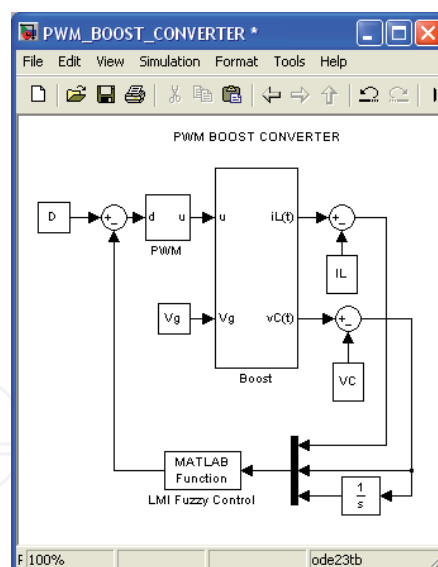 PWM_BOOST_CONVERTER *
File Edit View Simulation Format Tools Help
PWM BOOST CONVERTER
D
+
_
d u
PWM
u iL(t)
+
_
IL
Vg
Vg vC(t)
+
_
Boost
VC
MATLAB
Function
LMI Fuzzy Control
1
s
F 100% ode23tb